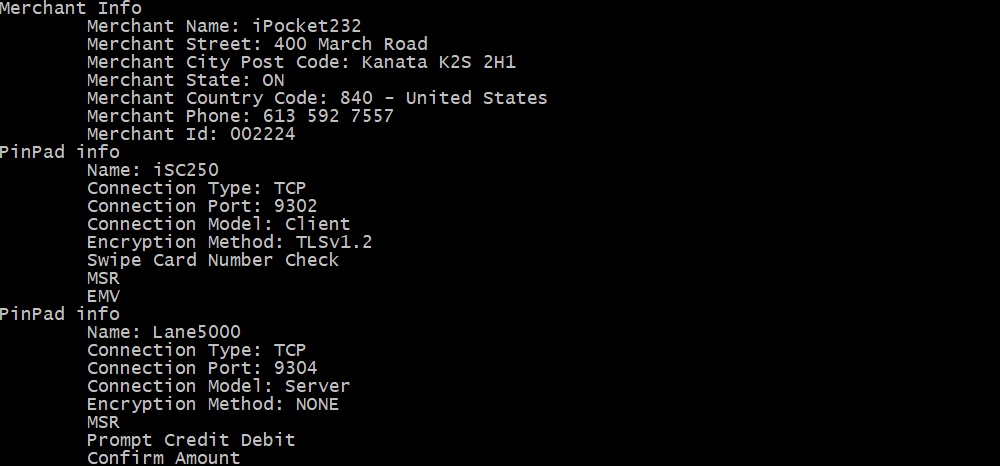 Merchant Info
Merchant Name: iPocket232
Merchant Street: 400 March Road
Merchant City Post Code: Kanata K2S 2H1
Merchant State: ON
Merchant Country Code: 840 - United States
Merchant Phone: 613 592 7557
Merchant Id: 002224
PinPad info
Name: iSC250
Connection Type: TCP
Connection Port: 9302
Connection Model: Client
Encryption Method: TLSv1.2
Swipe Card Number Check
MSR
EMV
PinPad info
Name: Lane5000
Connection Type: TCP
Connection Port: 9304
Connection Model: Server
Encryption Method: NONE
MSR
Prompt Credit Debit
Confirm Amount